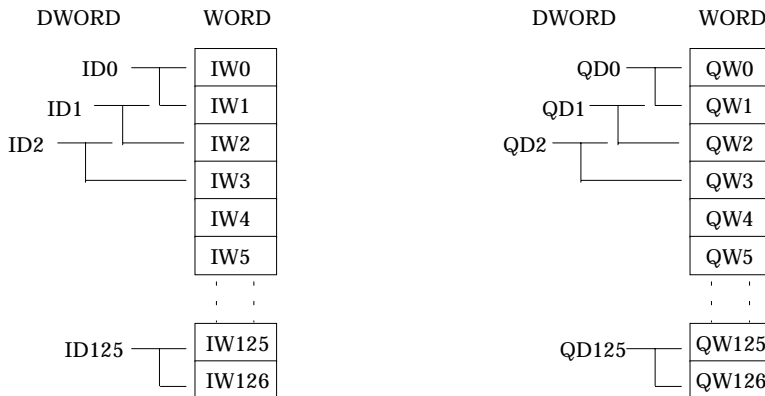 DWORD WORD DWORD WORD
ID0 IW0 QD0 QW0
ID1 IW1 QD1 QW1
ID2 IW2 QD2 QW2
IW3 QW3
IW4 QW4
IW5 QW5
ID125 IW125 QD125 QW125
IW126 QW126